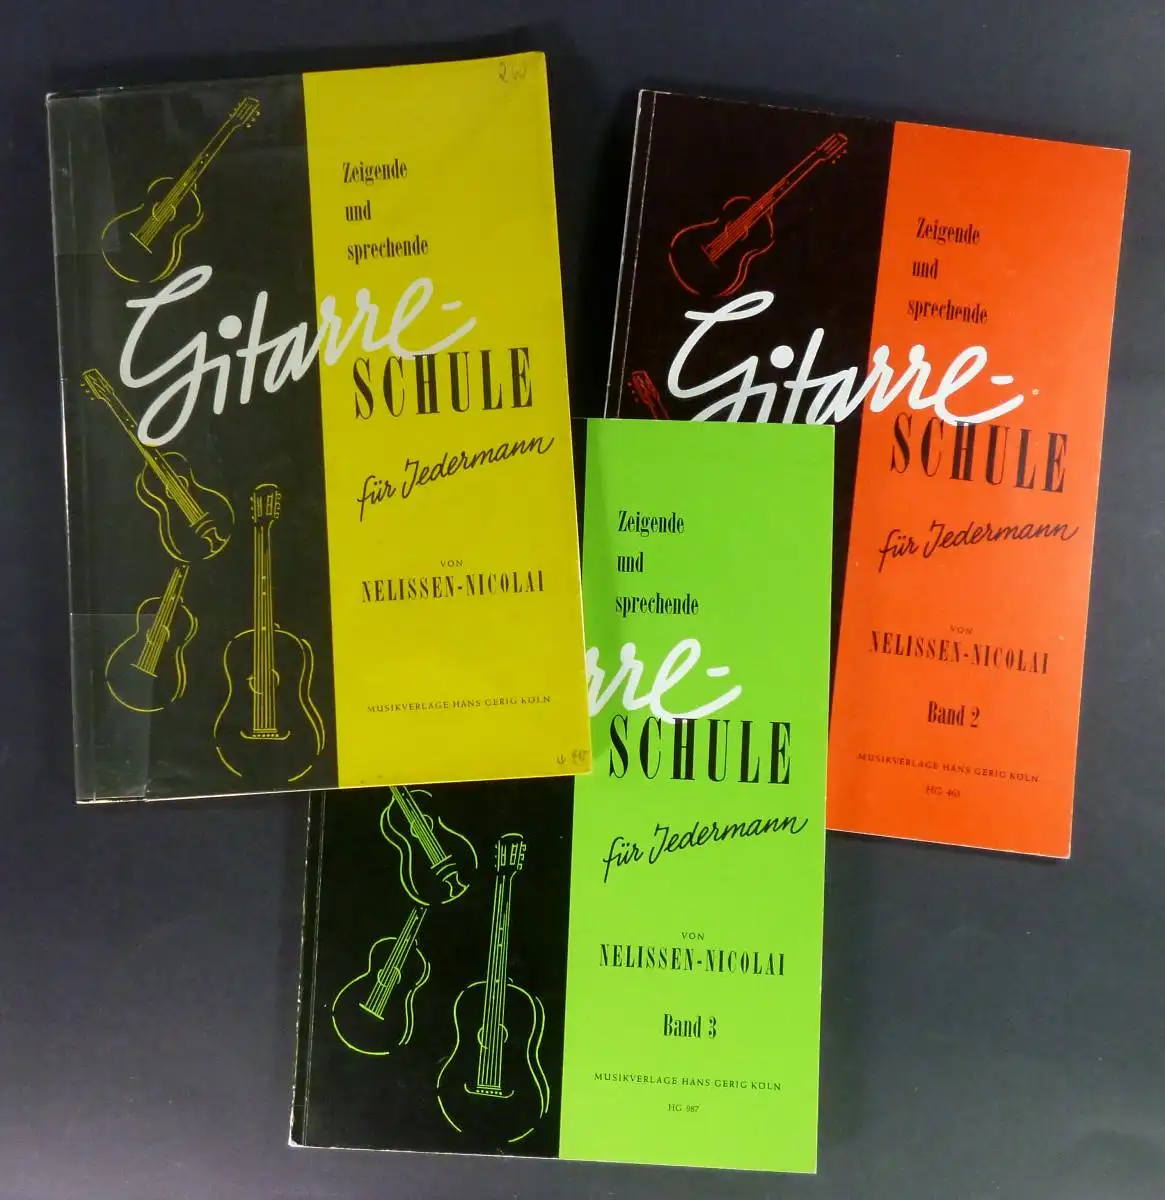 Zeigende
und
sprechende
Gitarre-
SCHULE
für Jedermann
VON
NELISSEN-NICOLAI
MUSIKVERLAGE HANS GERIG KÖLN
Zeigende
und
sprechende
Gitarre-
SCHULE
für Jedermann
VON
NELISSEN-NICOLAI
Band 2
MUSIKVERLAGE HANS GERIG KÖLN
HG 465
Zeigende
und
sprechende
rre-
SCHULE
für Jedermann
VON
NELISSEN-NICOLAI
Band 3
MUSIKVERLAGE HANS GERIG KÖLN
HG 987